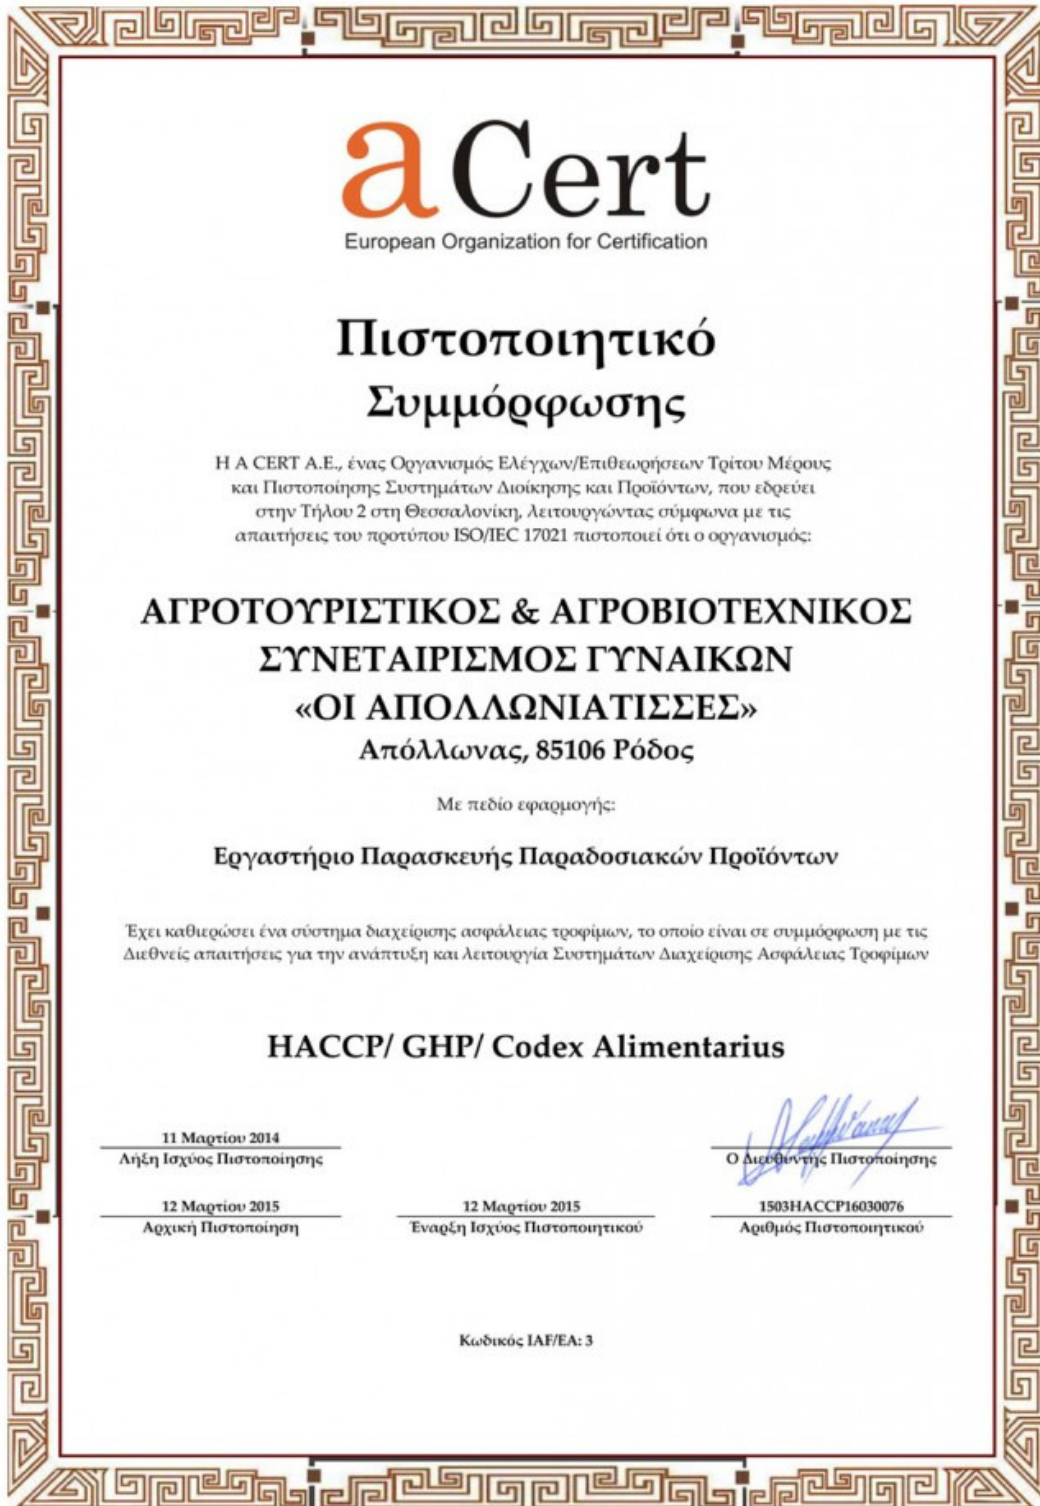 a Cert
European Organization for Certification
Πιστοποιητικό
Συμμόρφωσης
Η A CERT A.E., ένας Οργανισμός Ελέγχων/Επιθεωρήσεων Τρίτου Μέρους
και Πιστοποίησης Συστημάτων Διοίκησης και Προϊόντων, που εδρεύει
στην Τήλου 2 στη Θεσσαλονίκη, λειτουργώντας σύμφωνα με τις
απαιτήσεις του προτύπου ISO/IEC 17021 πιστοποιεί ότι ο οργανισμός:
ΑΓΡΟΤΟΥΡΙΣΤΙΚΟΣ & ΑΓΡΟΒΙΟΤΕΧΝΙΚΟΣ
ΣΥΝΕΤΑΙΡΙΣΜΟΣ ΓΥΝΑΙΚΩΝ
«ΟΙ ΑΠΟΛΛΩΝΙΑΤΙΣΣΕΣ»
Απόλλωνας, 85106 Ρόδος
Με πεδίο εφαρμογής:
Εργαστήριο Παρασκευής Παραδοσιακών Προϊόντων
Έχει καθιερώσει ένα σύστημα διαχείρισης ασφάλειας τροφίμων, το οποίο είναι σε συμμόρφωση με τις
Διεθνείς απαιτήσεις για την ανάπτυξη και λειτουργία Συστημάτων Διαχείρισης Ασφάλειας Τροφίμων
HACCP/ GHP/ Codex Alimentarius
11 Μαρτίου 2014
Λήξη Ισχύος Πιστοποίησης
Ο Διευθυντής Πιστοποίησης
12 Μαρτίου 2015
Αρχική Πιστοποίηση
12 Μαρτίου 2015
Έναρξη Ισχύος Πιστοποιητικού
1503HACCP16030076
Αριθμός Πιστοποιητικού
Κωδικός IAF/EA: 3